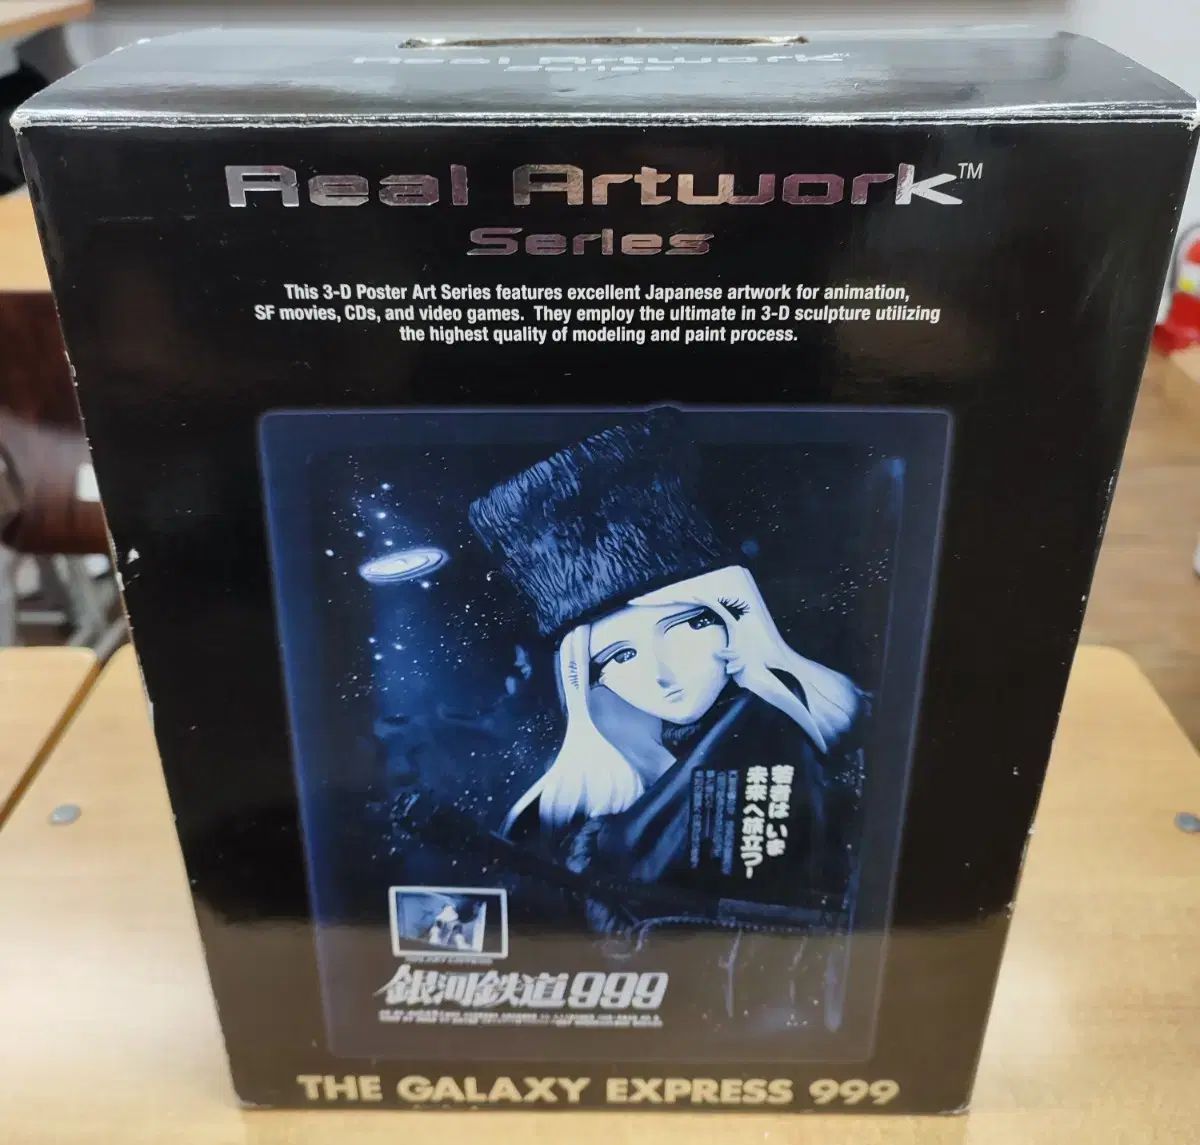 Real Artwork
Series
Real Artwork™
Series
This 3-D Poster Art Series features excellent Japanese artwork for animation,
SF movies, CDs, and video games. They employ the ultimate in 3-D sculpture utilizing
the highest quality of modeling and paint process.
若者はいま
未来へ旅立つ!
銀河鉄道999
THE GALAXY EXPRESS 999